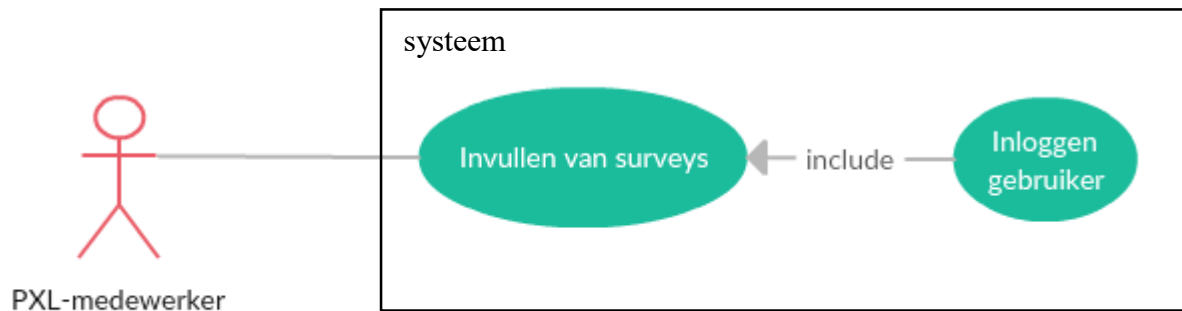 systeem
Invullen van surveys
include
Inloggen
gebruiker
PXL-medewerker